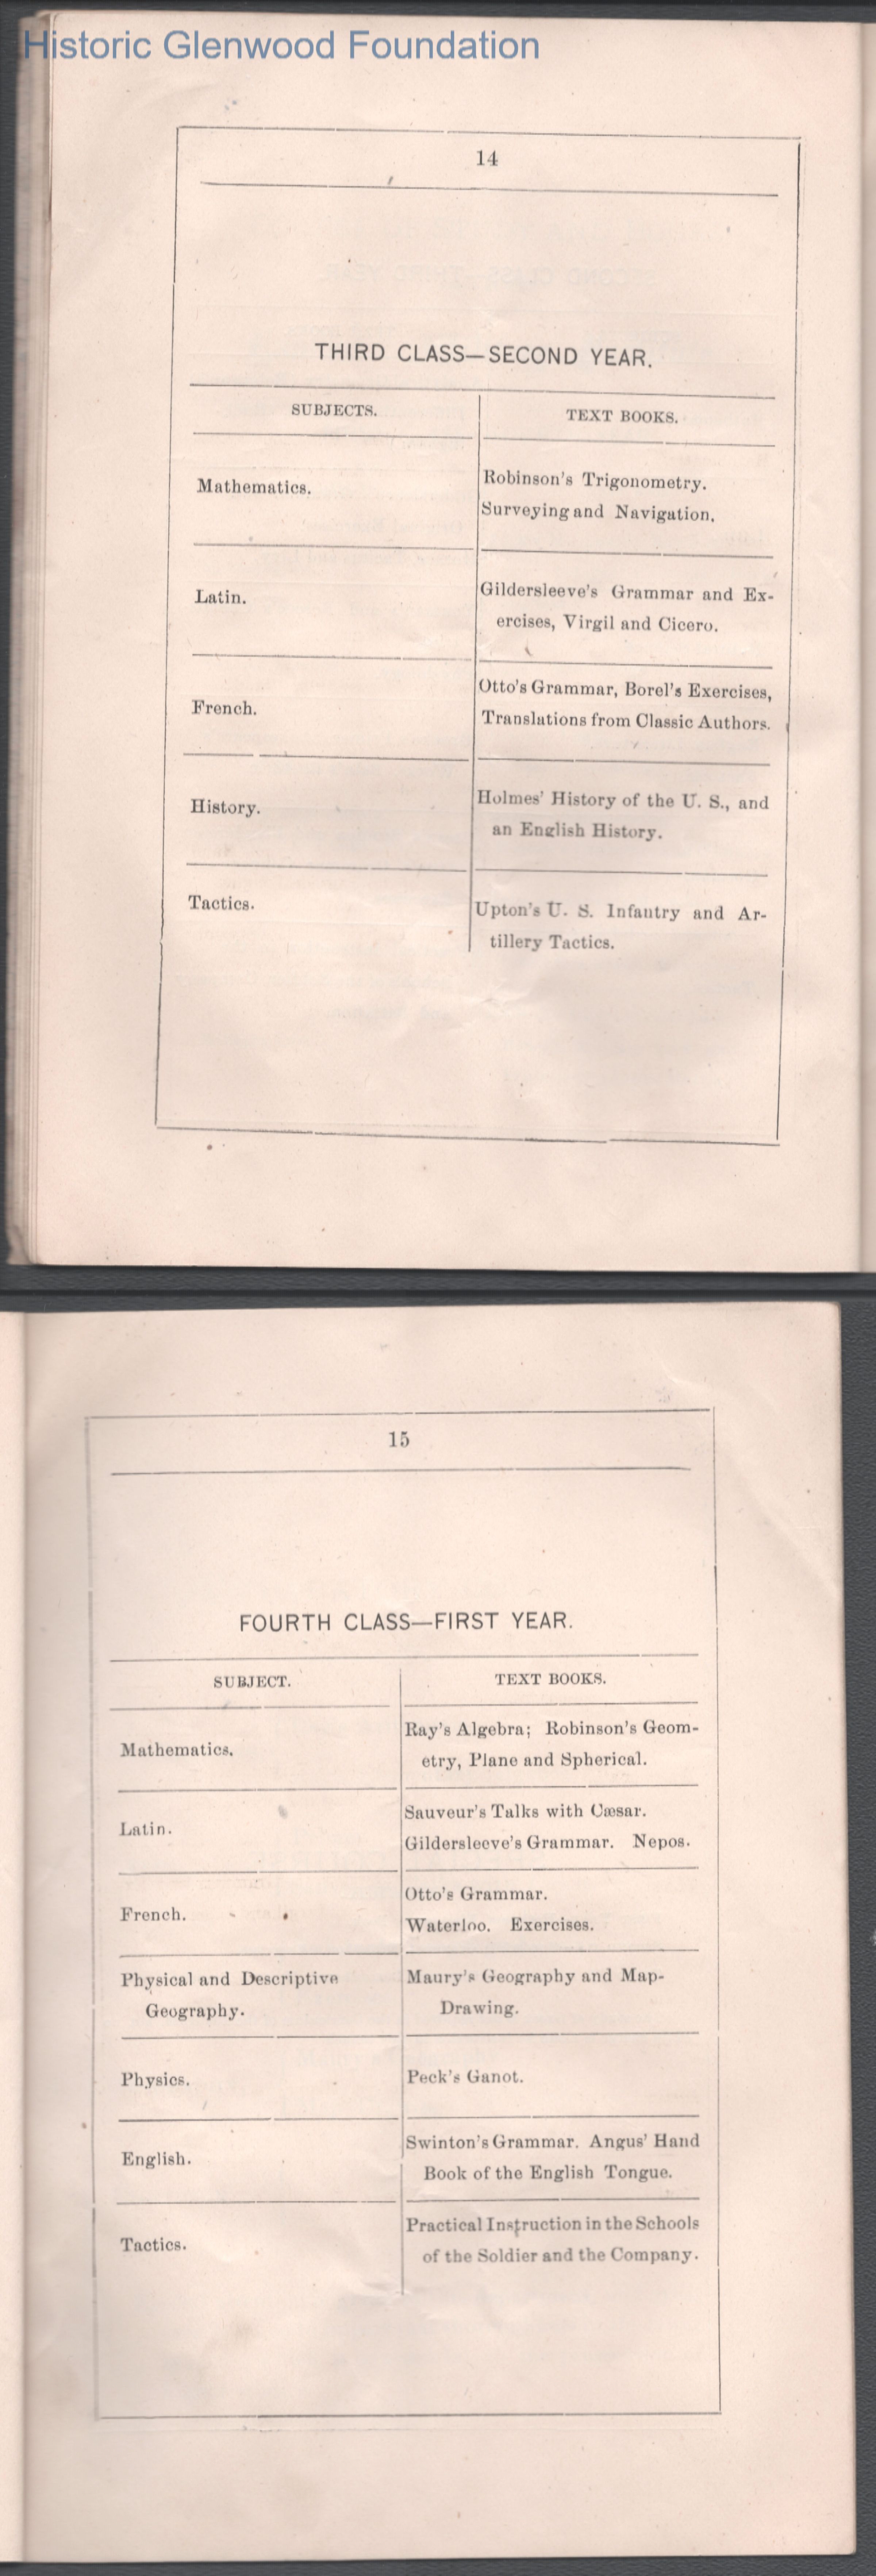 Historic Glenwood Foundation
14
THIRD CLASS—SECOND YEAR.
SUBJECTS.
TEXT BOOKS.
Mathematics.
Robinson's Trigonometry.
Surveying and Navigation.
Latin.
Gildersleeve's Grammar and Ex-
ercises, Virgil and Cicero.
French.
Otto's Grammar, Borel's Exercises,
Translations from Classic Authors.
History.
Holmes' History of the U. S., and
an English History.
Tactics.
Upton's U. S. Infantry and Ar-
tillery Tactics.
15
FOURTH CLASS—FIRST YEAR.
SUBJECT.
TEXT BOOKS.
Mathematics.
Ray's Algebra; Robinson's Geom-
etry, Plane and Spherical.
Latin.
Sauveur's Talks with Cæsar.
Gildersleeve's Grammar. Nepos.
French.
Otto's Grammar.
Waterloo. Exercises.
Physical and Descriptive
Geography.
Maury's Geography and Map-
Drawing.
Physics.
Peck's Ganot.
English.
Swinton's Grammar. Angus' Hand
Book of the English Tongue.
Tactics.
Practical Instruction in the Schools
of the Soldier and the Company.